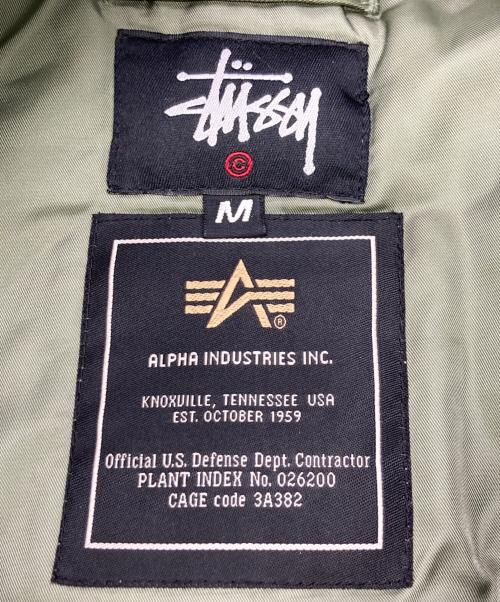 Stüssy
©
M
®
ALPHA INDUSTRIES INC.
KNOXVILLE, TENNESSEE USA
EST. OCTOBER 1959
Official U.S. Defense Dept. Contractor
PLANT INDEX No. 026200
CAGE code 3A382